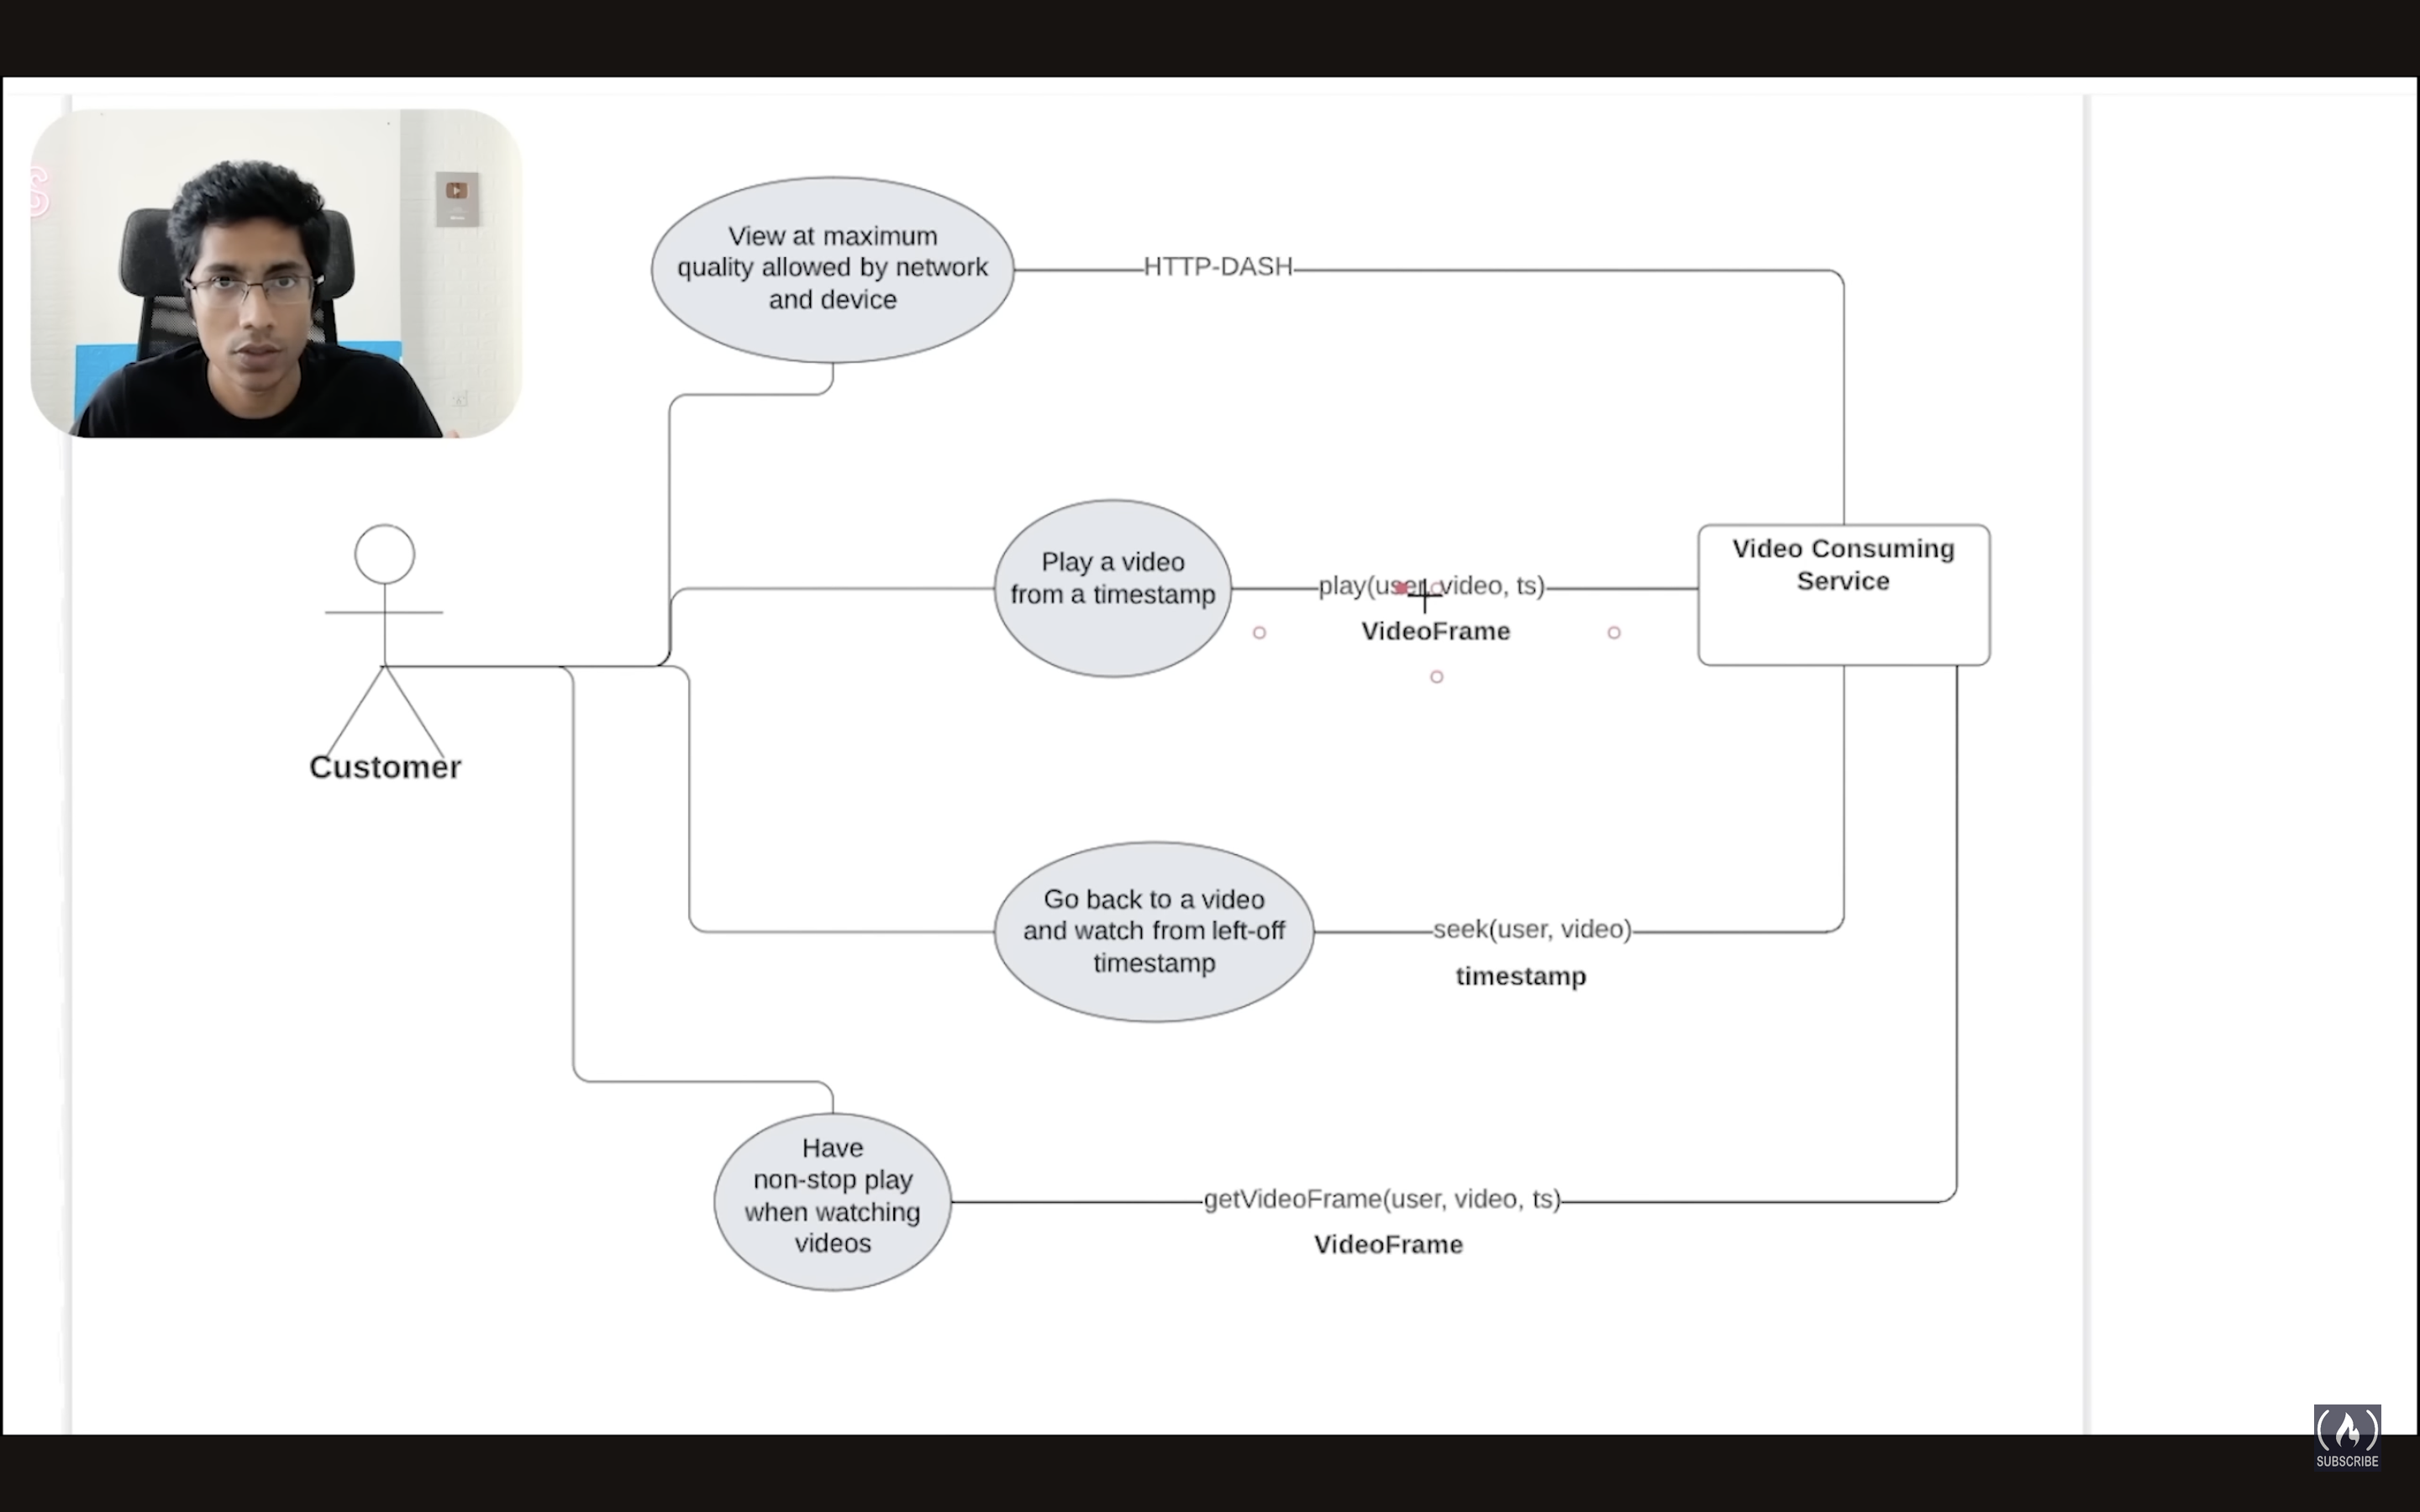 View at maximum
quality allowed by network
and device
HTTP-DASH
Play a video
from a timestamp
play(user, video, ts)
VideoFrame
Video Consuming
Service
Customer
Go back to a video
and watch from left-off
timestamp
seek(user, video)
timestamp
Have
non-stop play
when watching
videos
getVideoFrame(user, video, ts)
VideoFrame
SUBSCRIBE